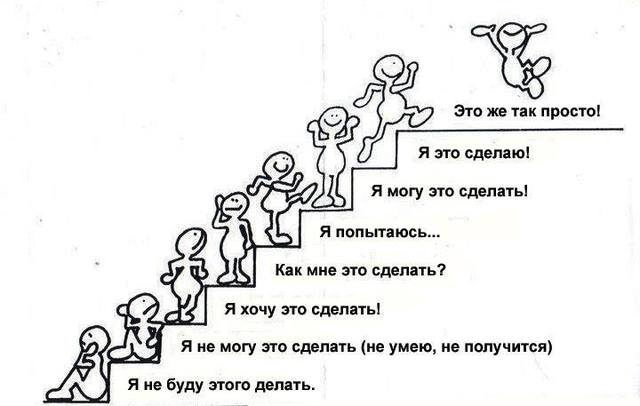 Это же так просто!
Я это сделаю!
Я могу это сделать!
Я попытаюсь...
Как мне это сделать?
Я хочу это сделать!
Я не могу это сделать (не умею, не получится)
Я не буду этого делать.